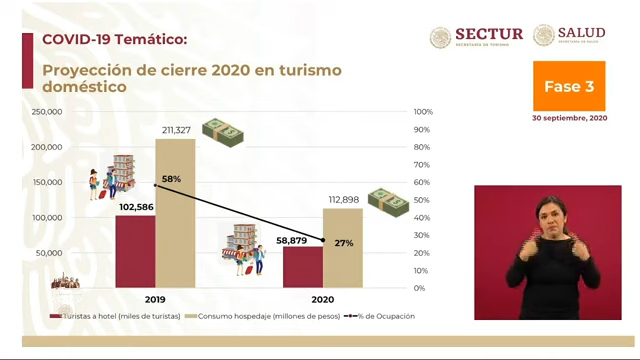 COVID-19 Temático:
SECTUR
SECRETARÍA DE TURISMO
SALUD
SECRETARÍA DE SALUD
Proyección de cierre 2020 en turismo
doméstico
Fase 3
30 septiembre, 2020
250,000
200,000
150,000
100,000
50,000
211,327
58%
102,586
112,898
58,879
27%
100%
90%
80%
70%
60%
50%
40%
30%
20%
10%
0%
2019
2020
Turistas a hotel (miles de turistas)
Consumo hospedaje (millones de pesos)
% de Ocupación